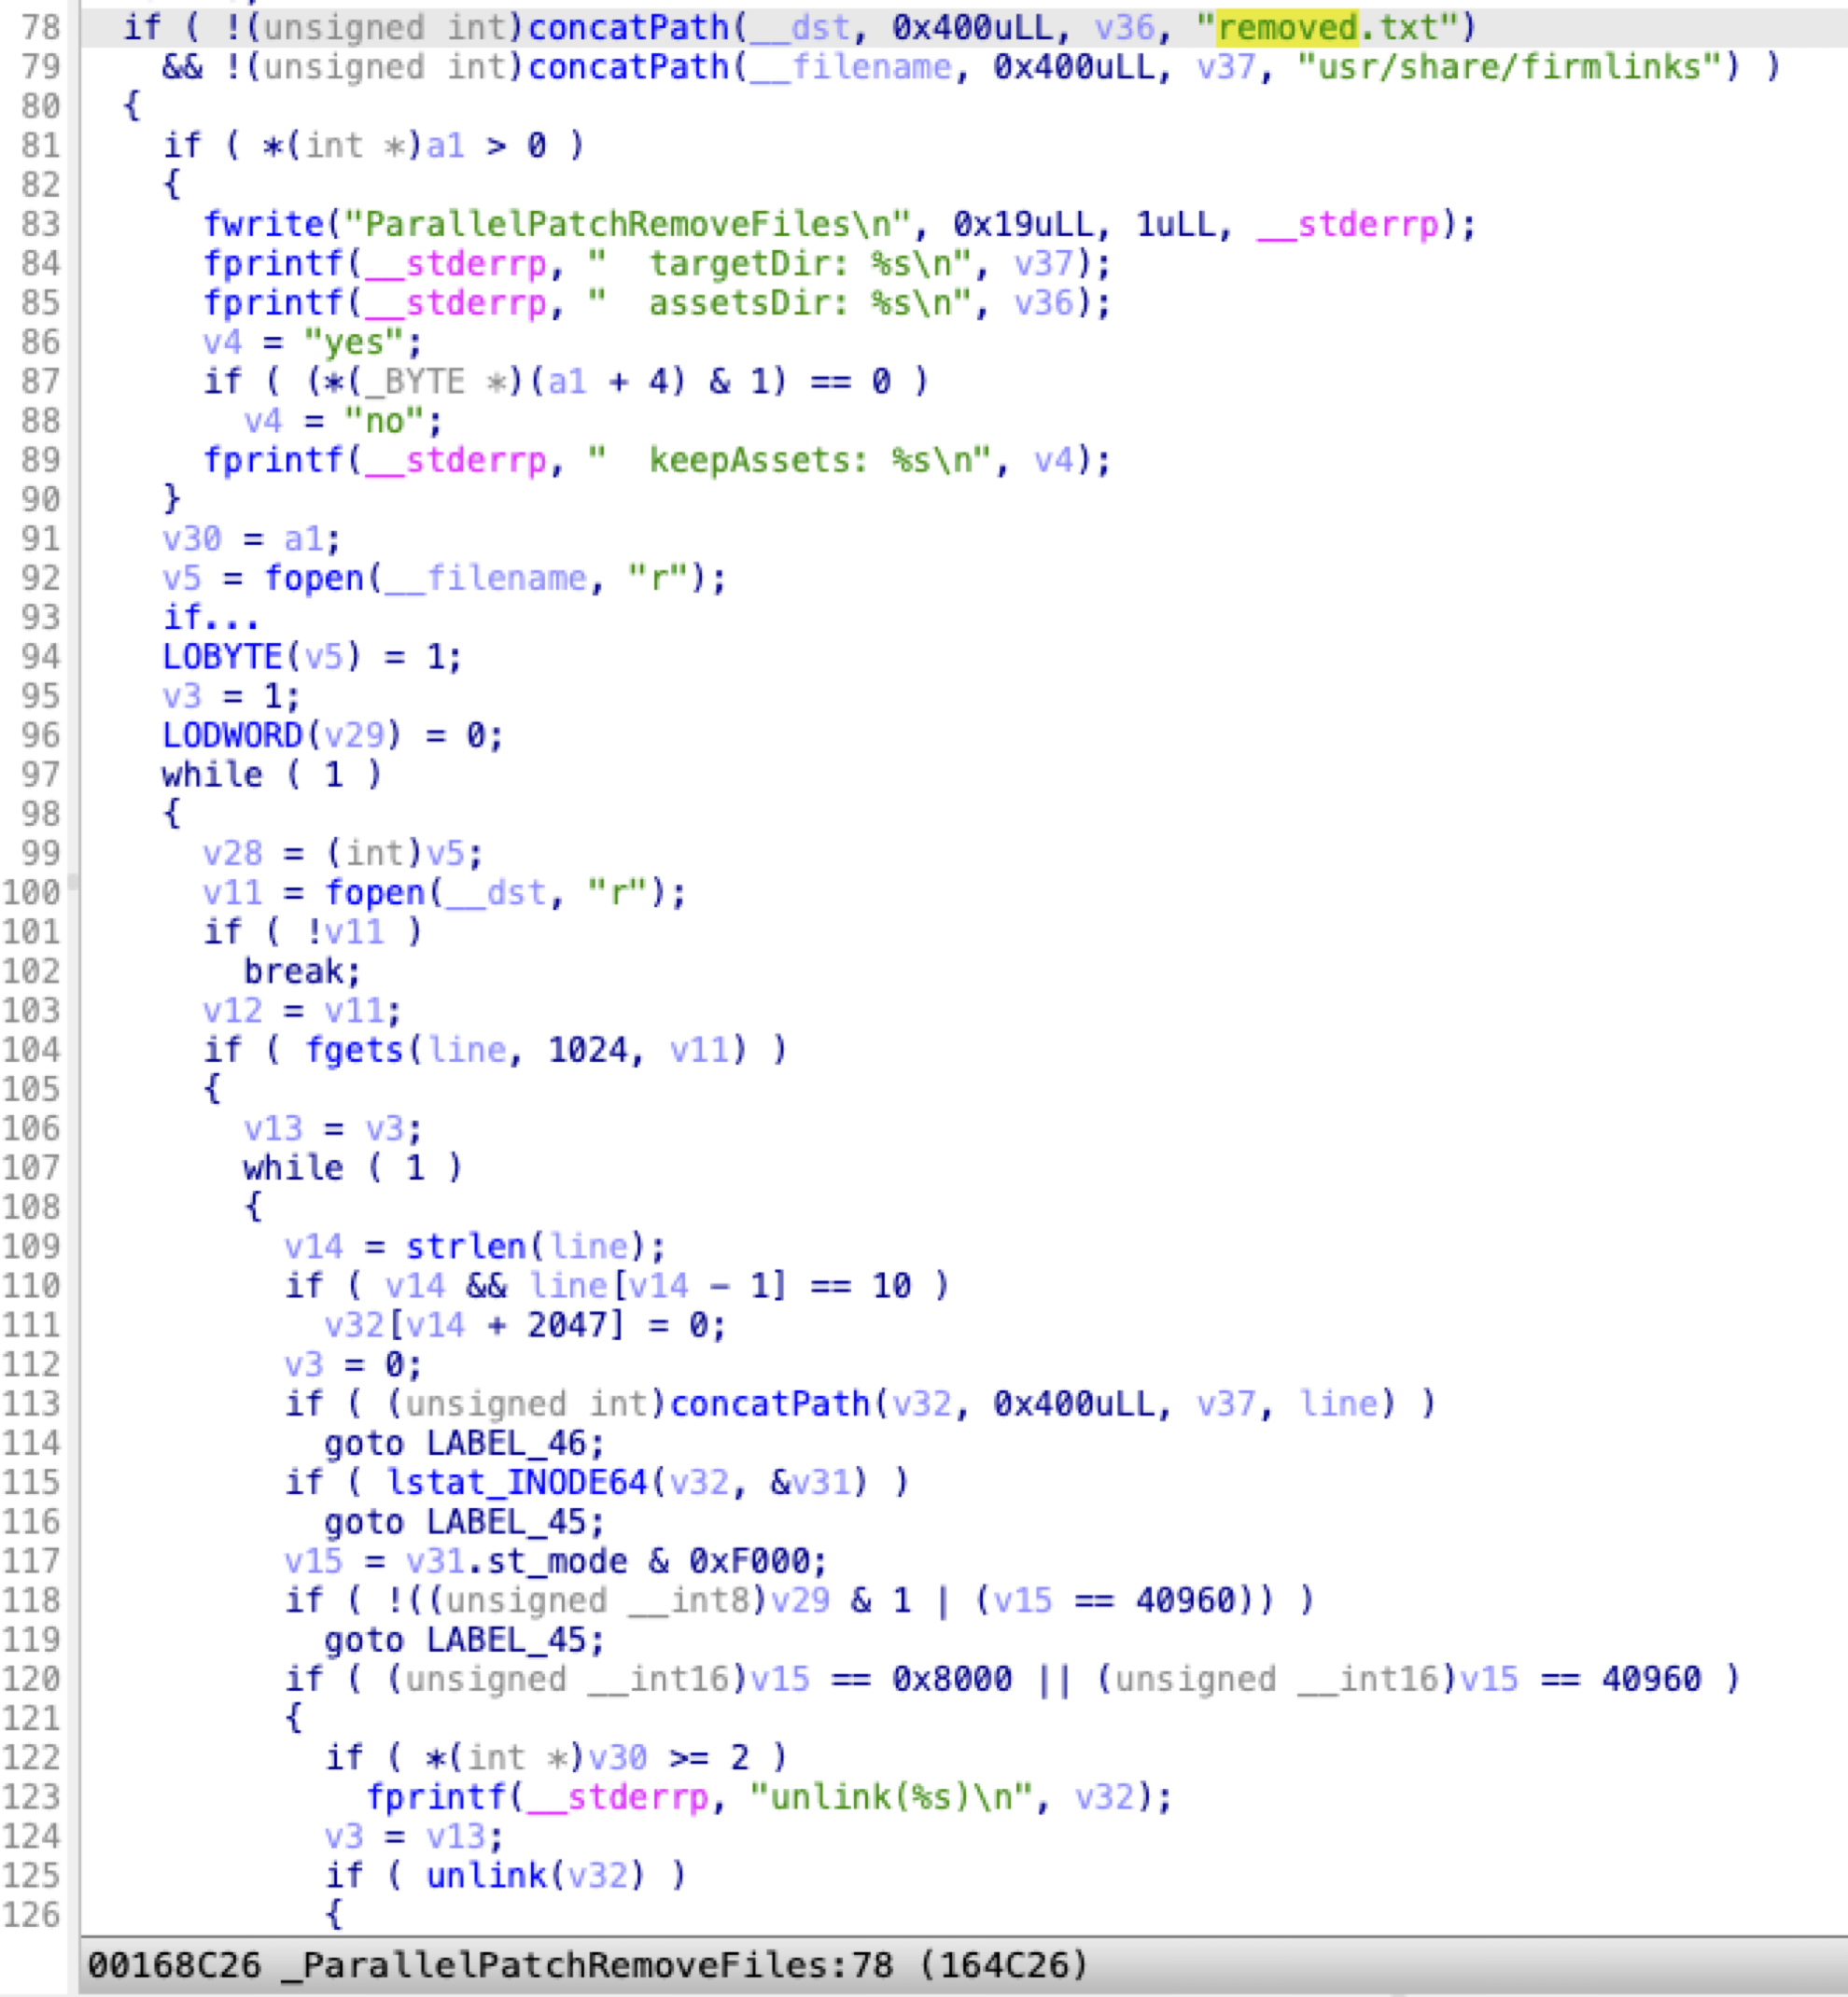 78 if ( !(unsigned int)concatPath(__dst, 0x400uLL, v36, "removed.txt")
79 && !(unsigned int)concatPath(__filename, 0x400uLL, v37, "usr/share/firmlinks") )
80 {
81 if ( *(int *)a1 > 0 )
82 {
83 fwrite("ParallelPatchRemoveFiles\n", 0x19uLL, 1uLL, __stderrp);
84 fprintf(__stderrp, "  targetDir: %s\n", v37);
85 fprintf(__stderrp, "  assetsDir: %s\n", v36);
86 v4 = "yes";
87 if ( (*(_BYTE *)(a1 + 4) & 1) == 0 )
88 v4 = "no";
89 fprintf(__stderrp, "  keepAssets: %s\n", v4);
90 }
91 v30 = a1;
92 v5 = fopen(__filename, "r");
93 if...
94 LOBYTE(v5) = 1;
95 v3 = 1;
96 LODWORD(v29) = 0;
97 while ( 1 )
98 {
99 v28 = (int)v5;
100 v11 = fopen(__dst, "r");
101 if ( !v11 )
102 break;
103 v12 = v11;
104 if ( fgets(line, 1024, v11) )
105 {
106 v13 = v3;
107 while ( 1 )
108 {
109 v14 = strlen(line);
110 if ( v14 && line[v14 - 1] == 10 )
111 v32[v14 + 2047] = 0;
112 v3 = 0;
113 if ( (unsigned int)concatPath(v32, 0x400uLL, v37, line) )
114 goto LABEL_46;
115 if ( lstat_INODE64(v32, &v31) )
116 goto LABEL_45;
117 v15 = v31.st_mode & 0xF000;
118 if ( !((unsigned __int8)v29 & 1 | (v15 == 40960)) )
119 goto LABEL_45;
120 if ( (unsigned __int16)v15 == 0x8000 || (unsigned __int16)v15 == 40960 )
121 {
122 if ( *(int *)v30 >= 2 )
123 fprintf(__stderrp, "unlink(%s)\n", v32);
124 v3 = v13;
125 if ( unlink(v32) )
126 {
00168C26 _ParallelPatchRemoveFiles:78 (164C26)